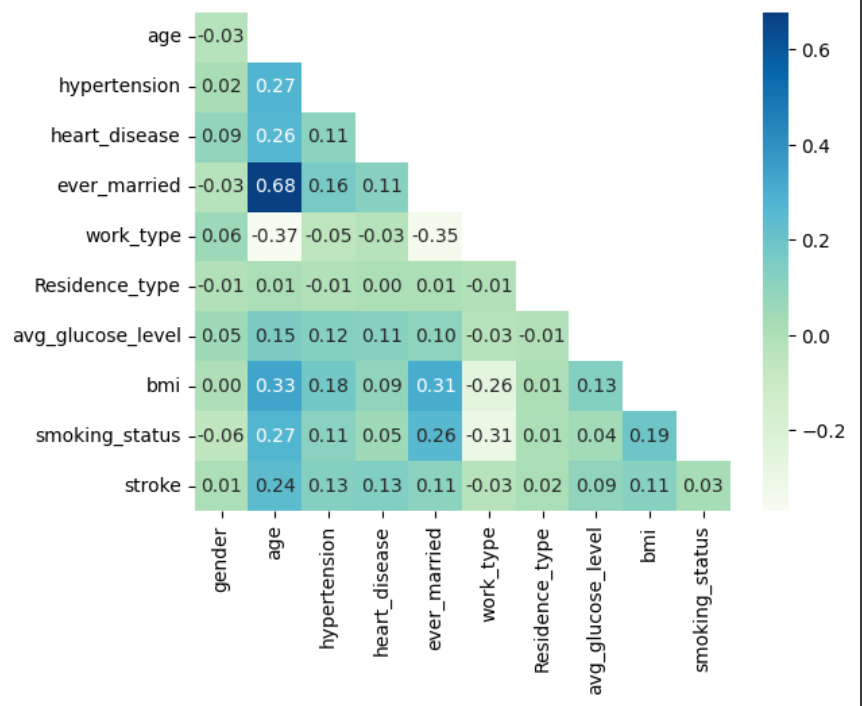 age -0.03
hypertension 0.02 0.27
heart_disease 0.09 0.26 0.11
ever_married -0.03 0.68 0.16 0.11
work_type 0.06 -0.37 -0.05 -0.03 -0.35
Residence_type -0.01 0.01 -0.01 0.00 0.01 -0.01
avg_glucose_level 0.05 0.15 0.12 0.11 0.10 -0.03 -0.01
bmi 0.00 0.33 0.18 0.09 0.31 -0.26 0.01 0.13
smoking_status -0.06 0.27 0.11 0.05 0.26 -0.31 0.01 0.04 0.19
stroke 0.01 0.24 0.13 0.13 0.11 -0.03 0.02 0.09 0.11 0.03
gender
age
hypertension
heart_disease
ever_married
work_type
Residence_type
avg_glucose_level
bmi
smoking_status
0.6
0.4
0.2
0.0
−0.2